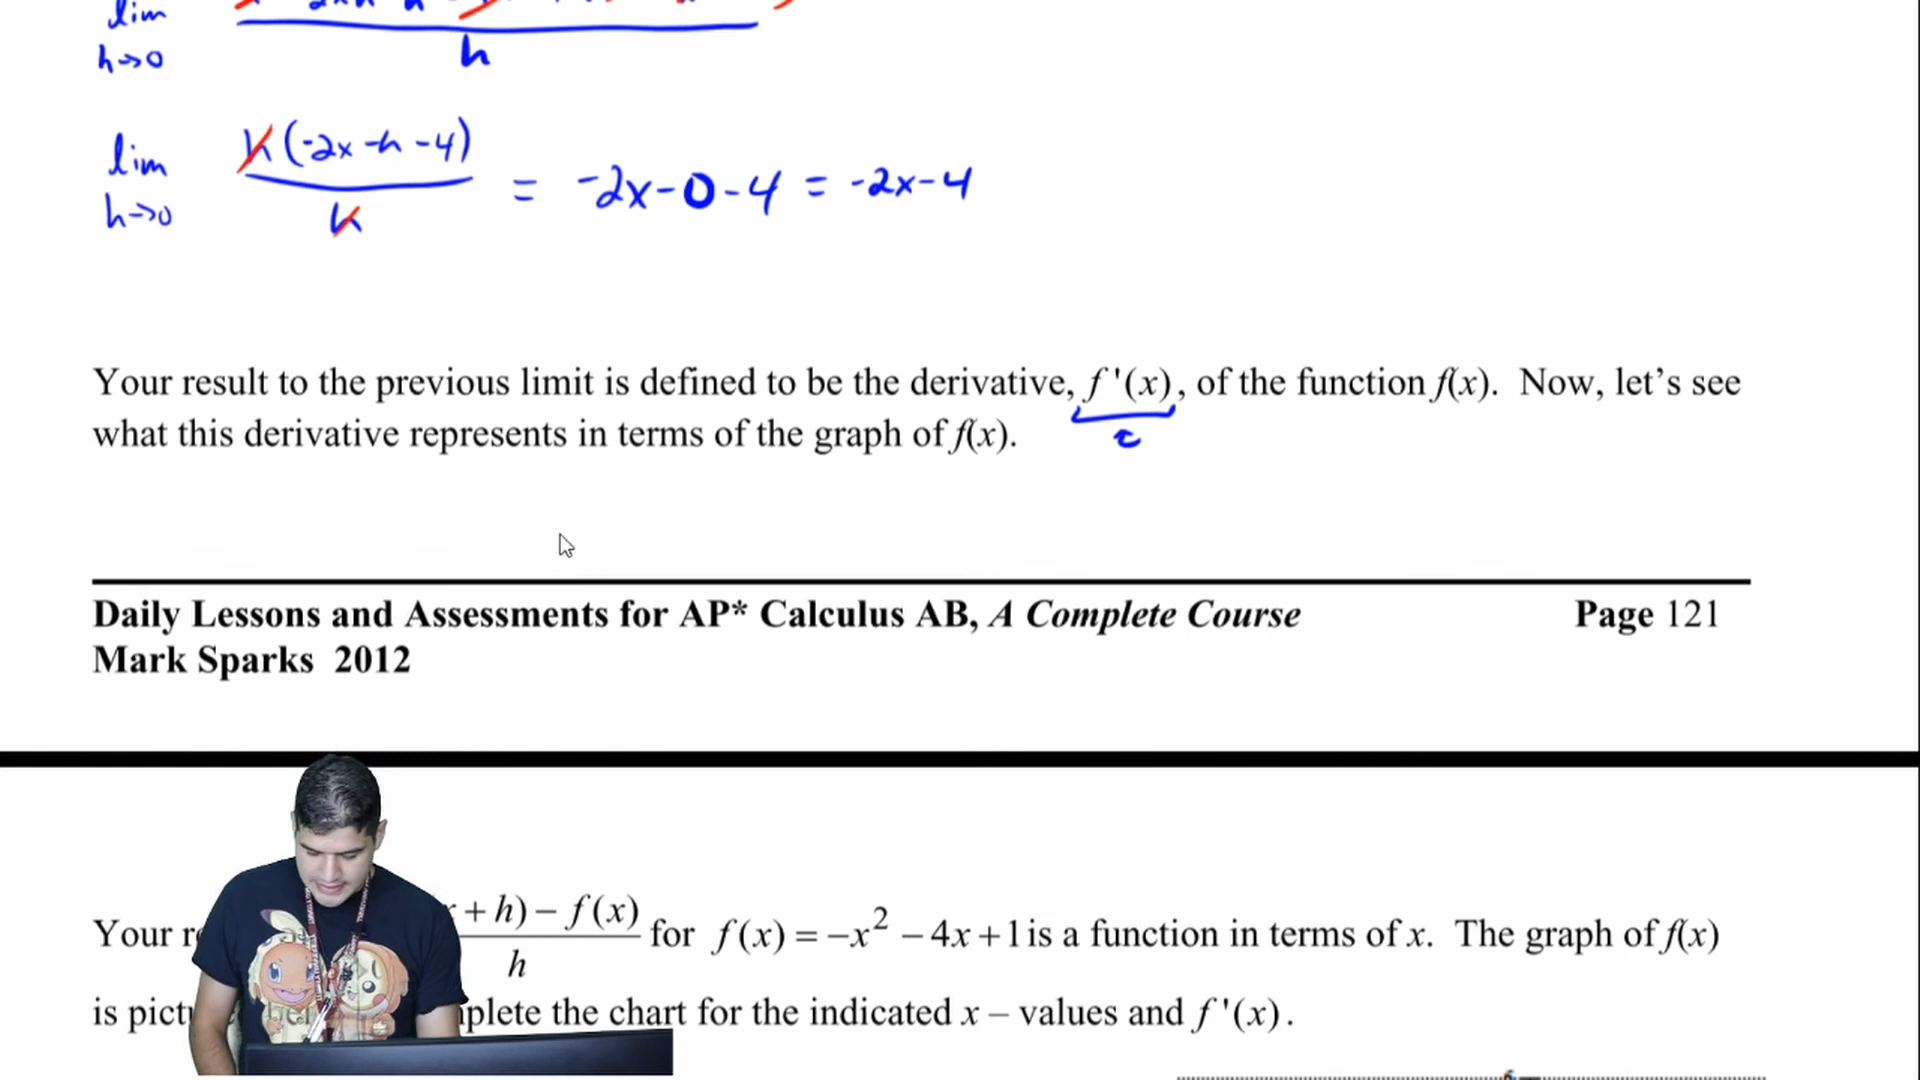 lim
h→0
h
lim h(-2x-h-4)
h→0 h
= -2x-0-4 = -2x-4
Your result to the previous limit is defined to be the derivative, f '(x), of the function f(x). Now, let's see
what this derivative represents in terms of the graph of f(x).
Daily Lessons and Assessments for AP* Calculus AB, A Complete Course Page 121
Mark Sparks 2012
Your + h) – f(x)
h
for f(x) = –x² – 4x + 1 is a function in terms of x. The graph of f(x)
is the chart for the indicated x – values and f '(x).